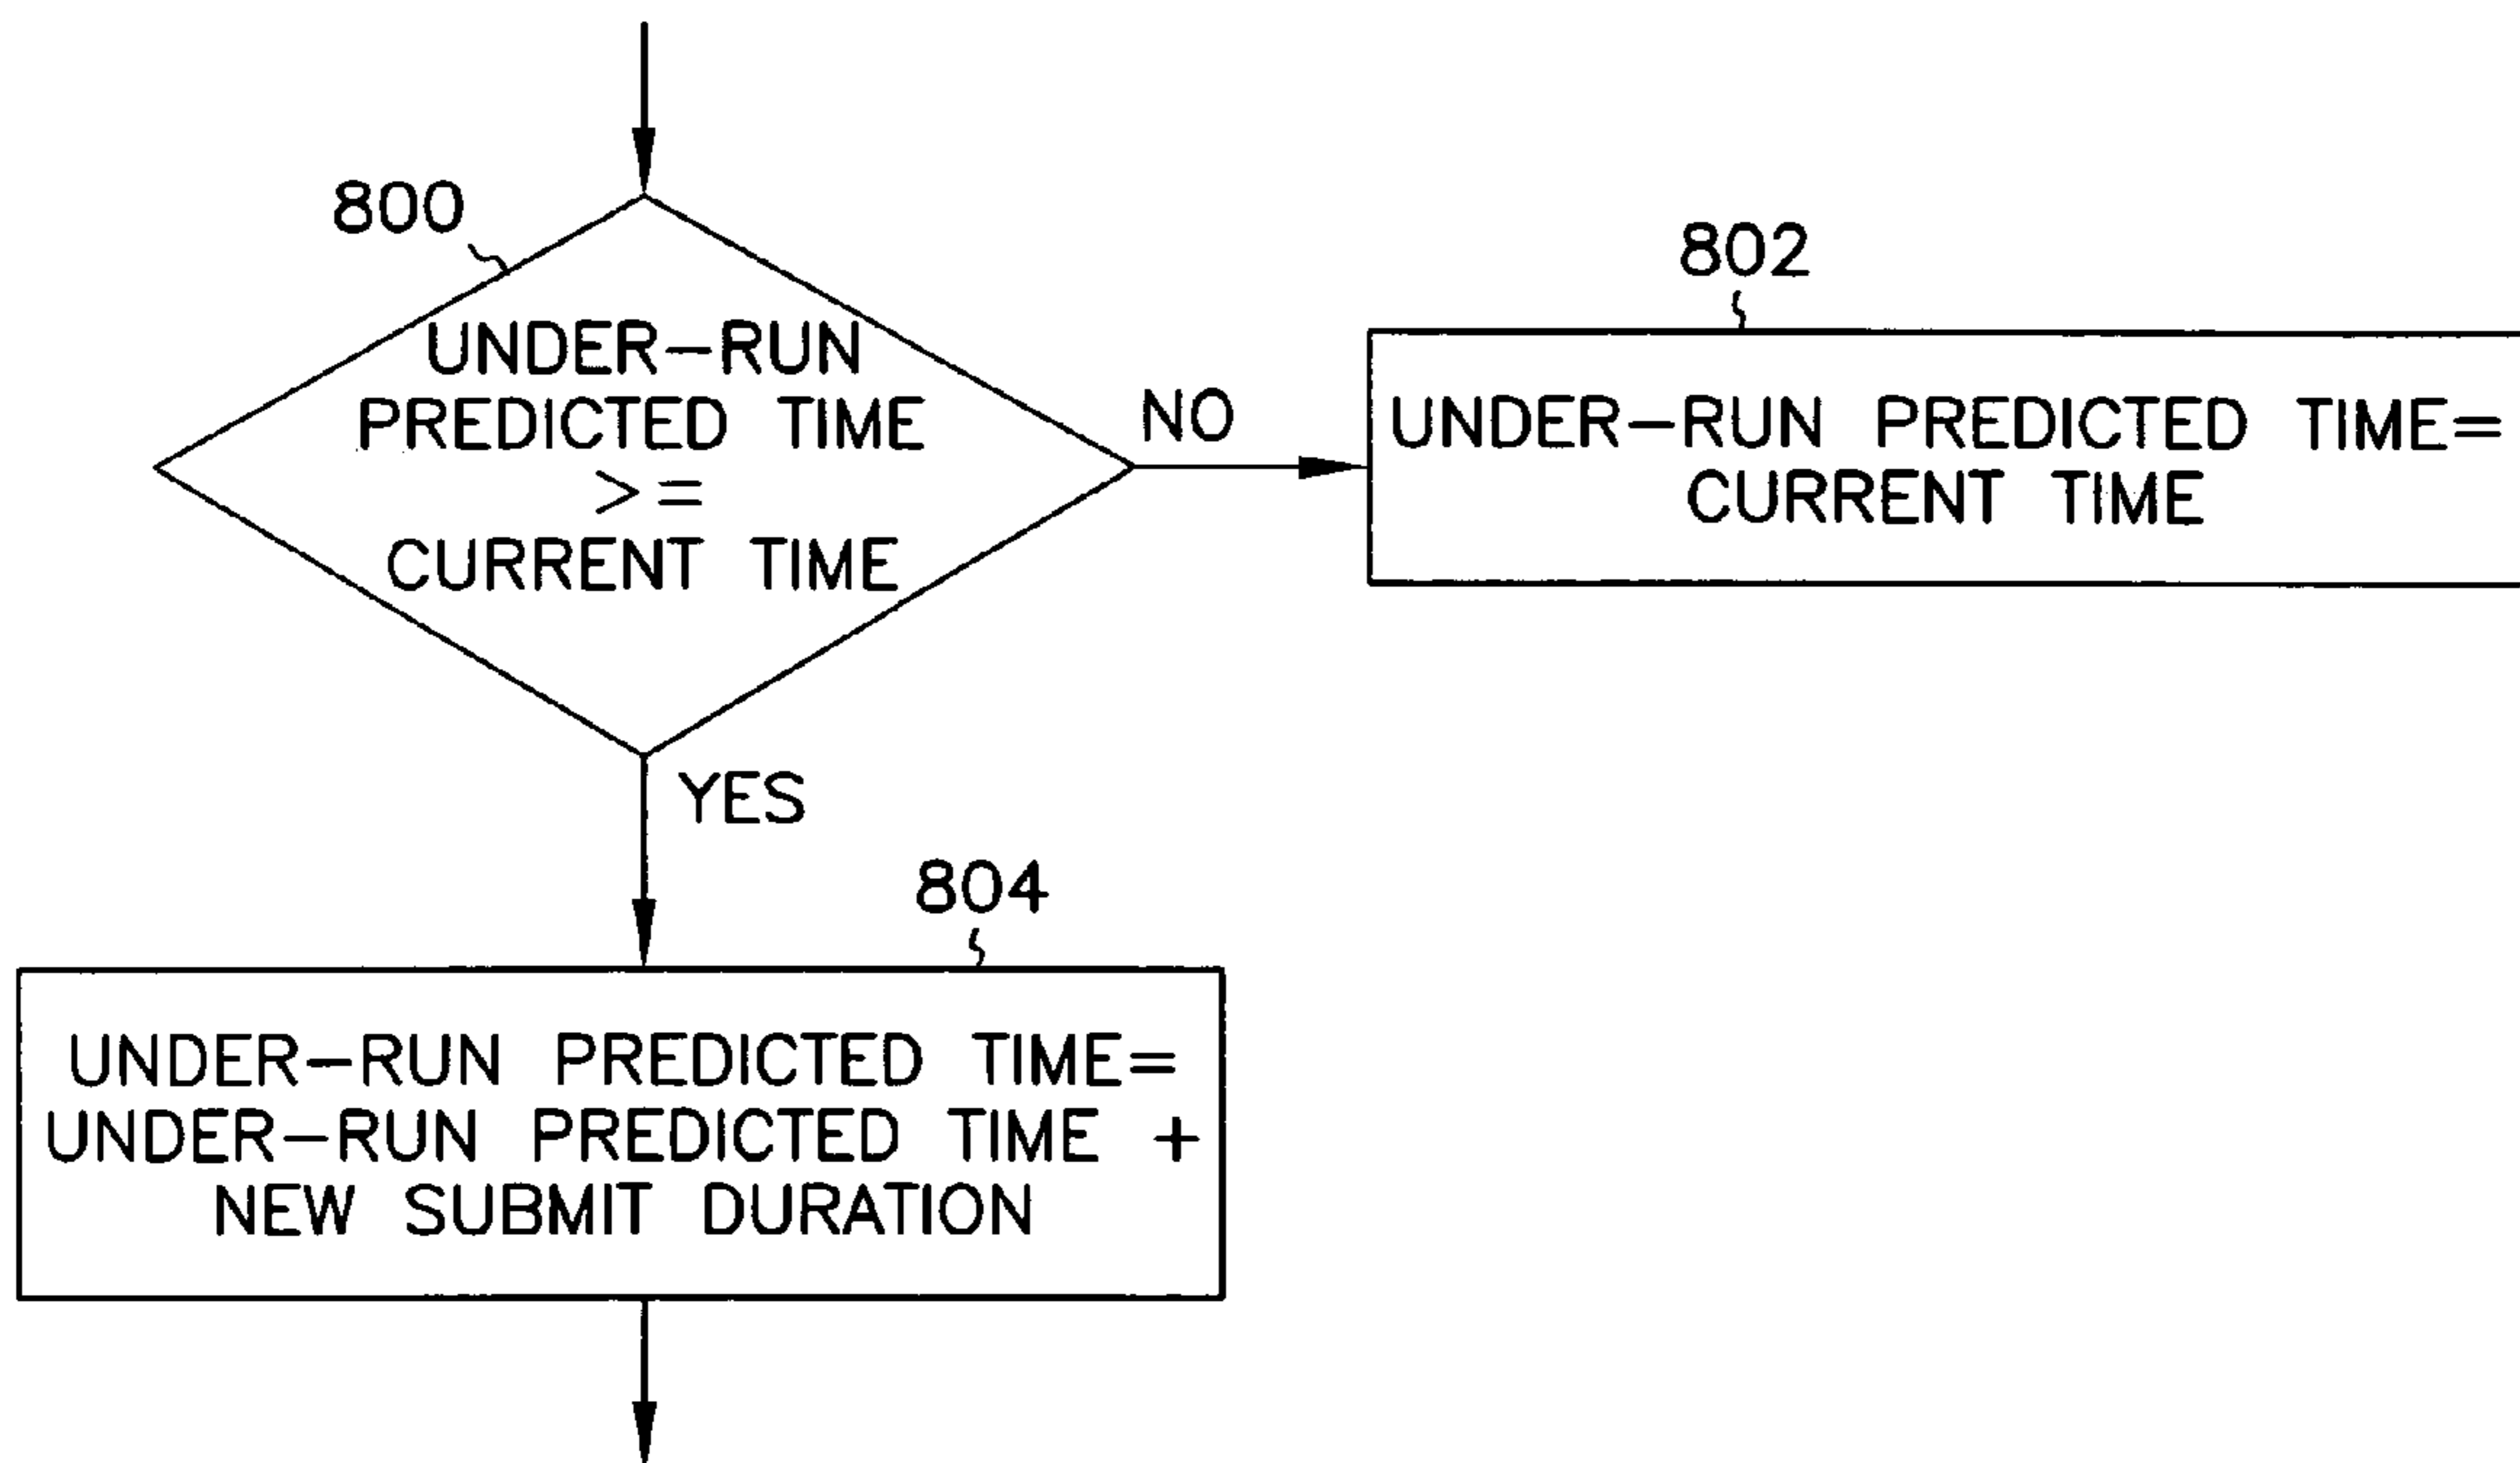 800
UNDER-RUN
PREDICTED TIME
>=
CURRENT TIME
NO
802
UNDER-RUN PREDICTED TIME=
CURRENT TIME
YES
804
UNDER-RUN PREDICTED TIME=
UNDER-RUN PREDICTED TIME +
NEW SUBMIT DURATION